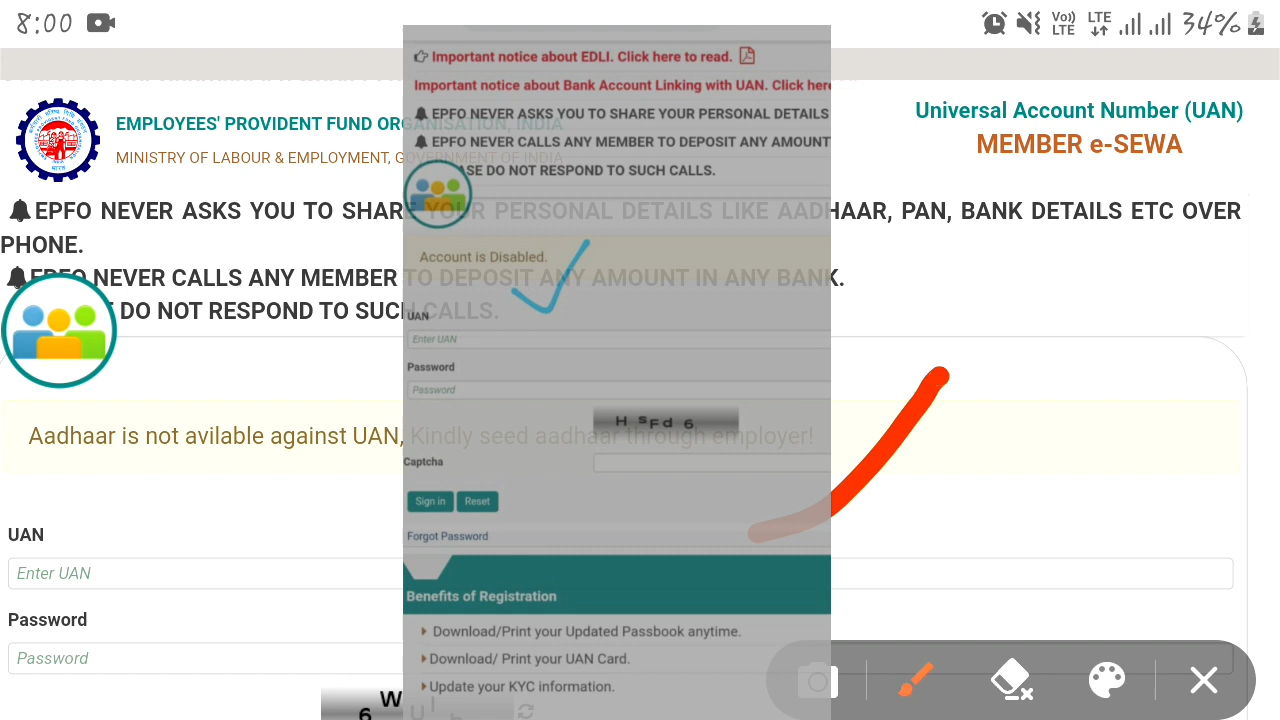 8:00
Vo))
LTE
LTE
34%
EMPLOYEES' PROVIDENT FUND ORGANISATION, INDIA
MINISTRY OF LABOUR & EMPLOYMENT, GOVERNMENT OF INDIA
Universal Account Number (UAN)
MEMBER e-SEWA
EPFO NEVER ASKS YOU TO SHARE YOUR PERSONAL DETAILS LIKE AADHAAR, PAN, BANK DETAILS ETC OVER
PHONE.
EPFO NEVER CALLS ANY MEMBER TO DEPOSIT ANY AMOUNT IN ANY BANK.
DO NOT RESPOND TO SUCH CALLS.
Aadhaar is not avilable against UAN, Kindly seed aadhaar through employer!
UAN
Enter UAN
Password
Password
Important notice about EDLI. Click here to read.
Important notice about Bank Account Linking with UAN. Click here
EPFO NEVER ASKS YOU TO SHARE YOUR PERSONAL DETAILS
EPFO NEVER CALLS ANY MEMBER TO DEPOSIT ANY AMOUNT
ASE DO NOT RESPOND TO SUCH CALLS.
Account is Disabled.
UAN
Enter UAN
Password
Password
H s F d 6
Captcha
Sign in Reset
Forgot Password
Benefits of Registration
Download/Print your Updated Passbook anytime.
Download/ Print your UAN Card.
Update your KYC information.